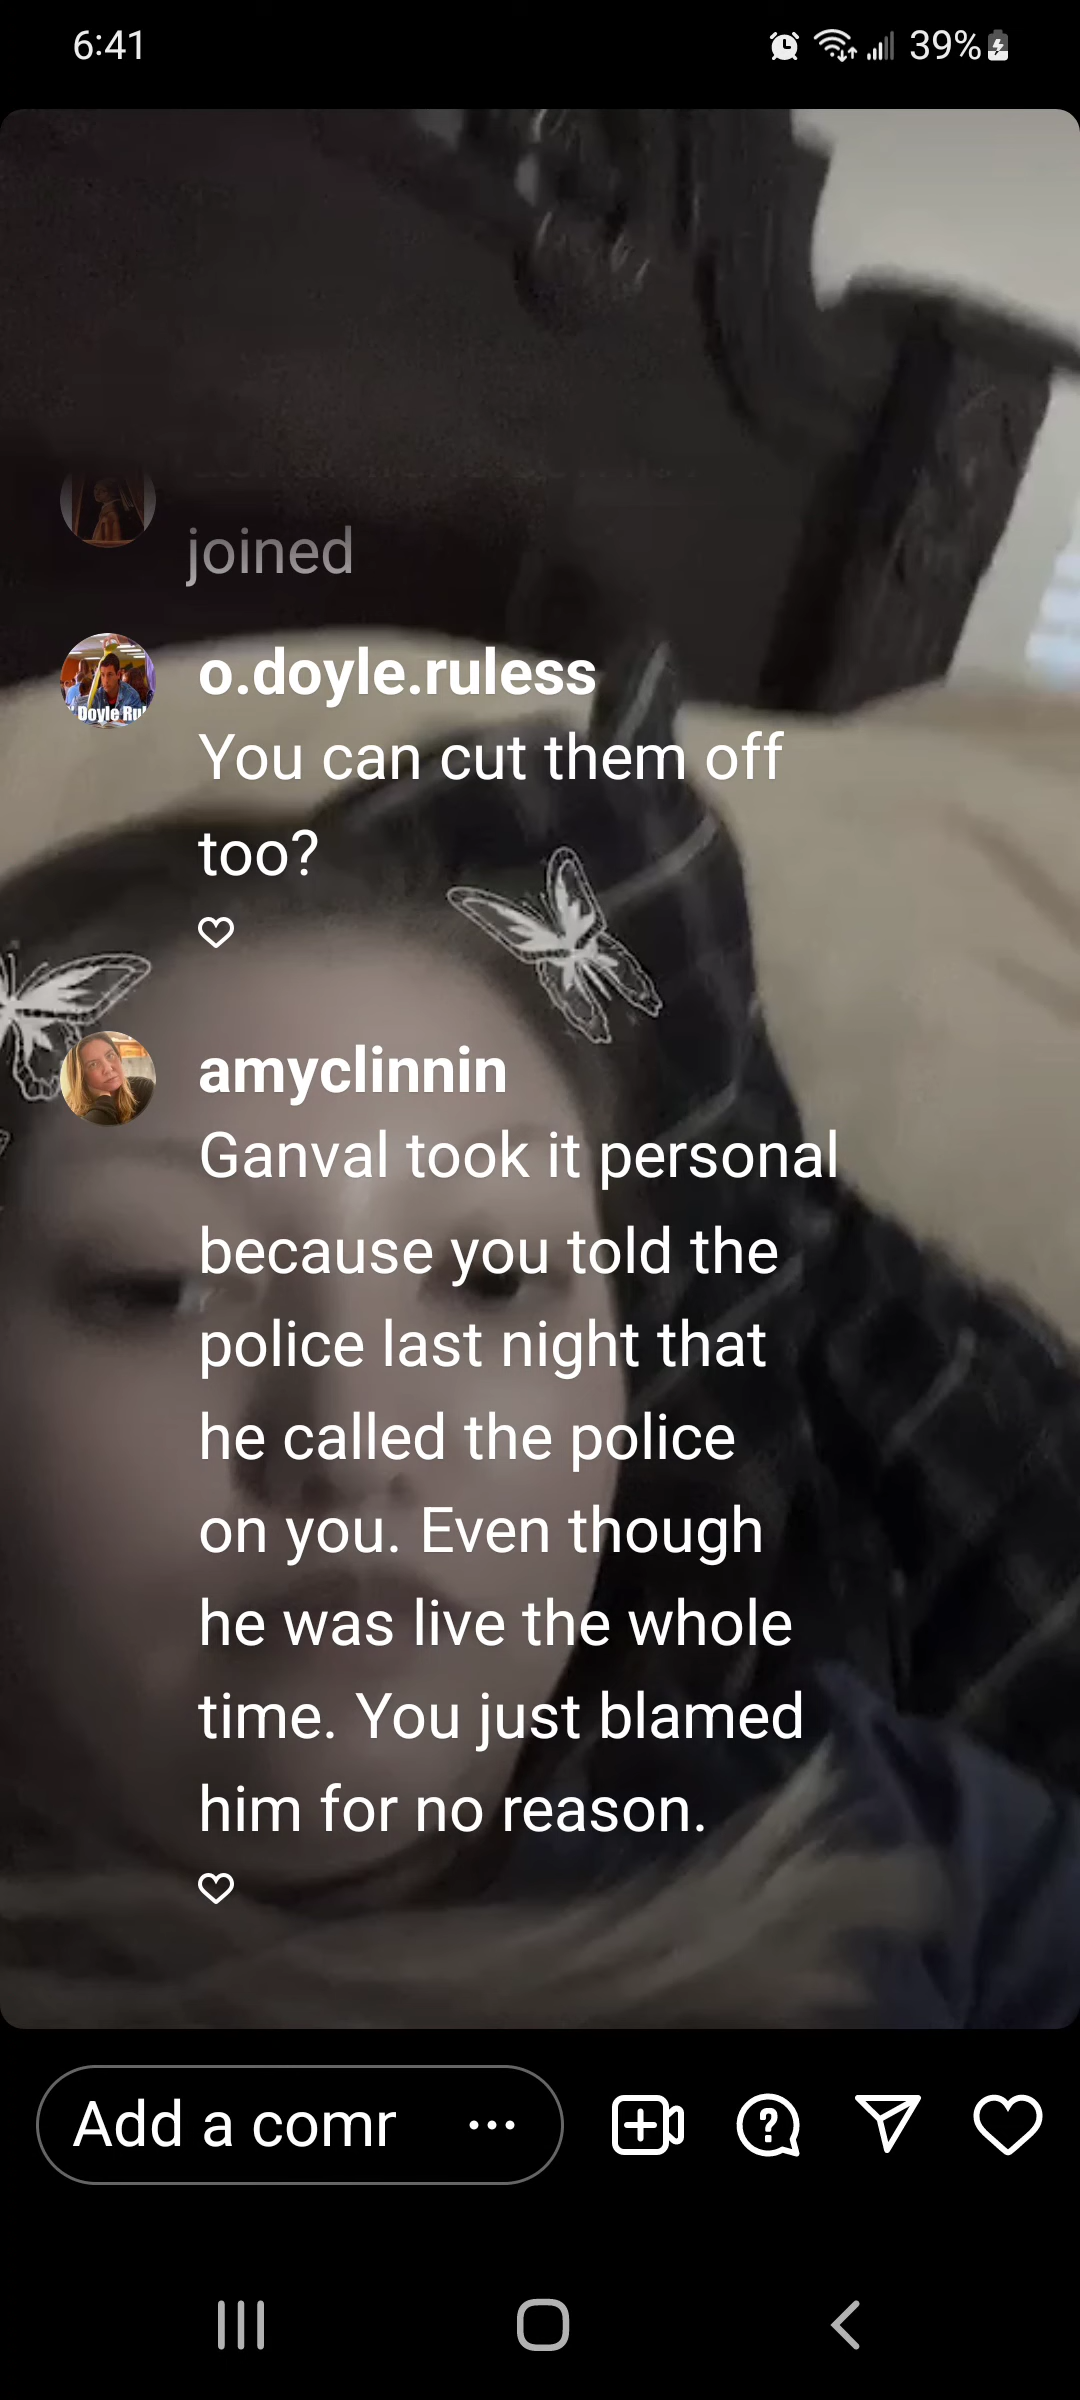 6:41
39%
joined
o.doyle.ruless
Doyle Ru
You can cut them off
too?
amyclinnin
Ganval took it personal
because you told the
police last night that
he called the police
on you. Even though
he was live the whole
time. You just blamed
him for no reason.
Add a comr